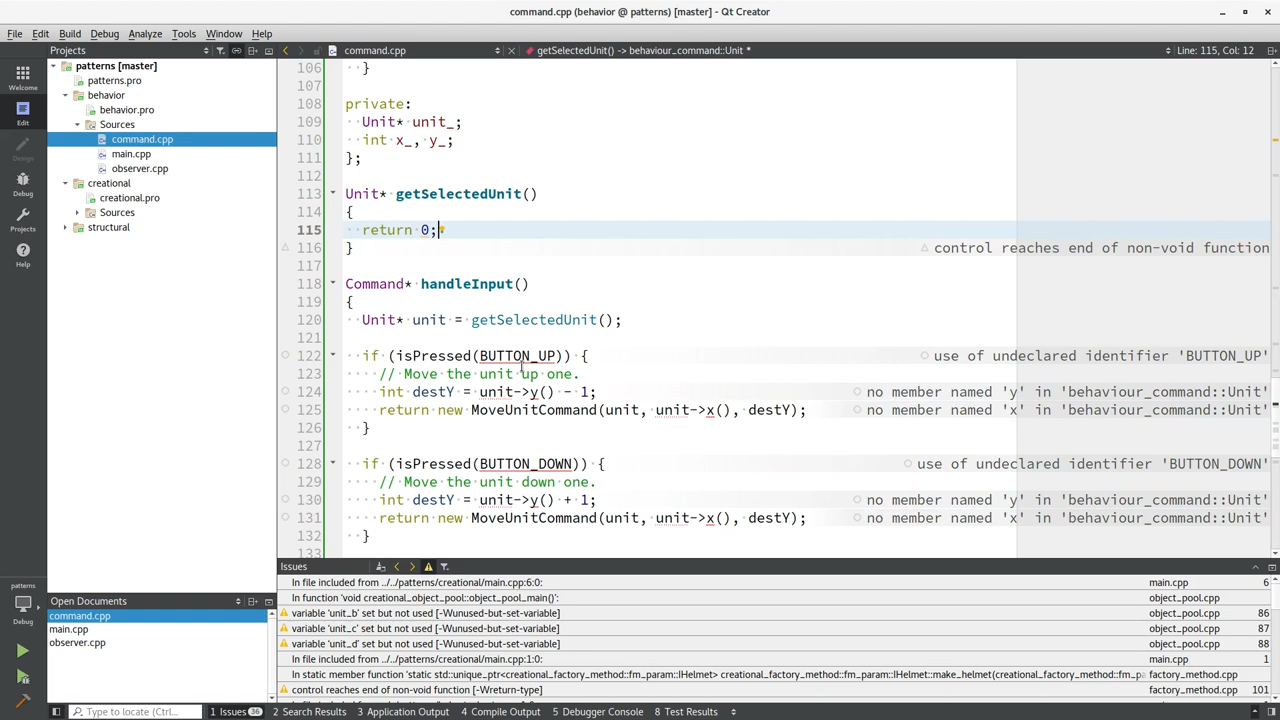 command.cpp (behavior @ patterns) [master] - Qt Creator
File Edit Build Debug Analyze Tools Window Help
Projects
command.cpp
getSelectedUnit() -> behaviour_command::Unit *
Line: 115, Col: 12
Welcome
Edit
Design
Debug
Projects
Help
patterns [master]
patterns.pro
behavior
behavior.pro
Sources
command.cpp
main.cpp
observer.cpp
creational
creational.pro
Sources
structural
106 }
107
108 private:
109 Unit* unit_;
110 int x_, y_;
111 };
112
113 Unit* getSelectedUnit()
114 {
115 return 0;
116 } control reaches end of non-void function
117
118 Command* handleInput()
119 {
120 Unit* unit = getSelectedUnit();
121
122 if (isPressed(BUTTON_UP)) { use of undeclared identifier 'BUTTON_UP'
123 // Move the unit up one.
124 int destY = unit->y() - 1; no member named 'y' in 'behaviour_command::Unit'
125 return new MoveUnitCommand(unit, unit->x(), destY); no member named 'x' in 'behaviour_command::Unit'
126 }
127
128 if (isPressed(BUTTON_DOWN)) { use of undeclared identifier 'BUTTON_DOWN'
129 // Move the unit down one.
130 int destY = unit->y() + 1; no member named 'y' in 'behaviour_command::Unit'
131 return new MoveUnitCommand(unit, unit->x(), destY); no member named 'x' in 'behaviour_command::Unit'
132 }
133
Issues
In file included from ../../patterns/creational/main.cpp:6:0: main.cpp 6
In function 'void creational_object_pool::object_pool_main()': object_pool.cpp
variable 'unit_b' set but not used [-Wunused-but-set-variable] object_pool.cpp 86
variable 'unit_c' set but not used [-Wunused-but-set-variable] object_pool.cpp 87
variable 'unit_d' set but not used [-Wunused-but-set-variable] object_pool.cpp 88
In file included from ../../patterns/creational/main.cpp:1:0: main.cpp 1
In static member function 'static std::unique_ptr<creational_factory_method::fm_param::IHelmet> creational_factory_method::fm_param::IHelmet::make_helmet(creational_factory_method::fm_pa factory_method.cpp
control reaches end of non-void function [-Wreturn-type] factory_method.cpp 101
Open Documents
command.cpp
main.cpp
observer.cpp
patterns
Debug
Type to locate (Ctrl+...
1 Issues 36
2 Search Results
3 Application Output
4 Compile Output
5 Debugger Console
8 Test Results